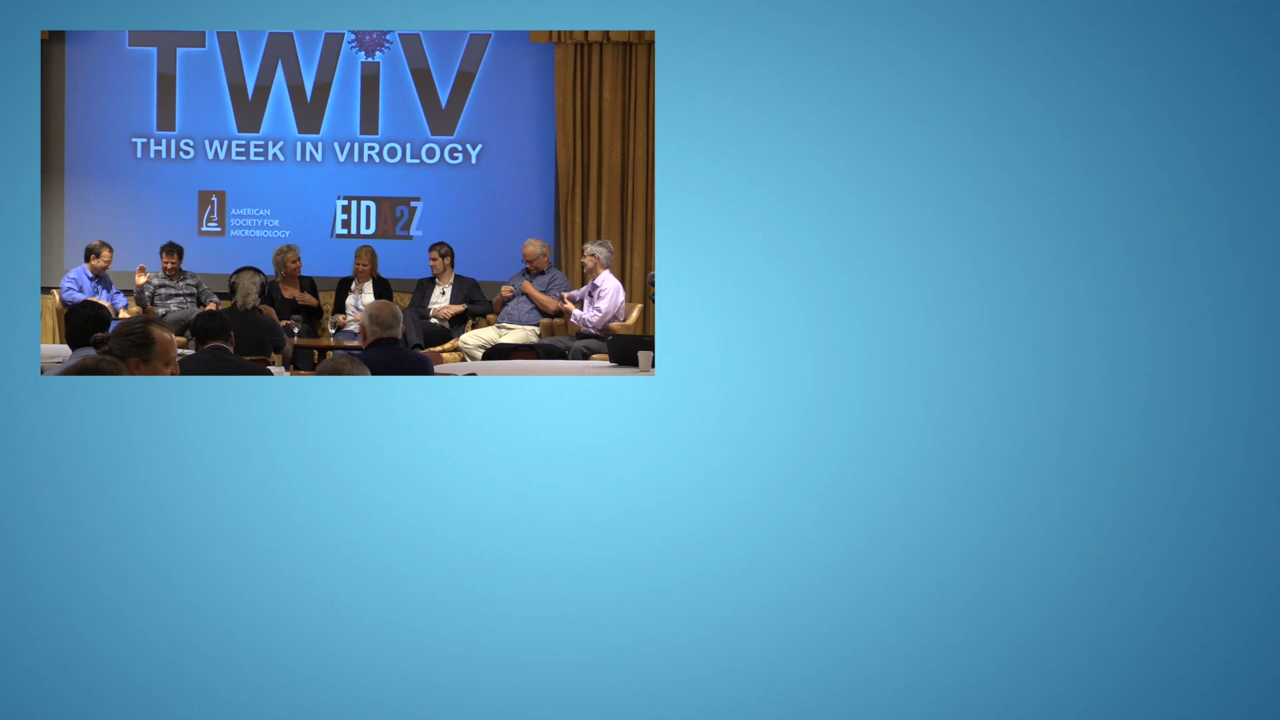 TWiV
THIS WEEK IN VIROLOGY
AMERICAN
SOCIETY FOR
MICROBIOLOGY
EIDA2Z